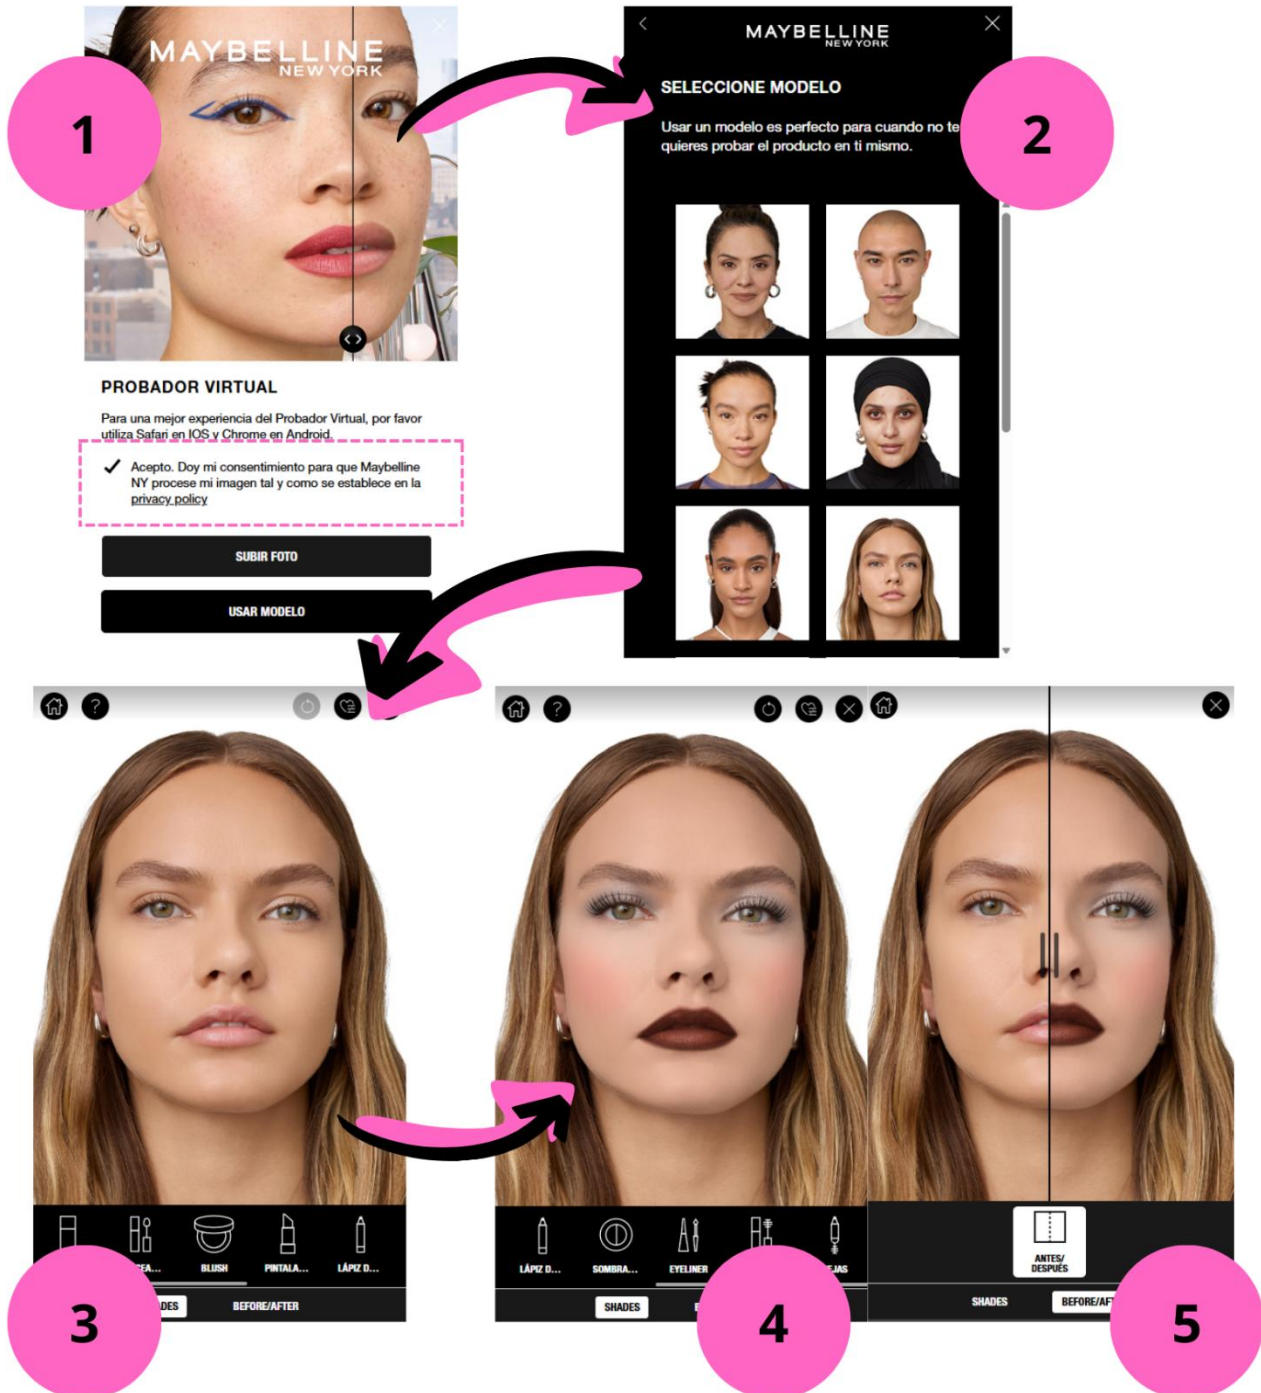 MAYBELLINE
NEW YORK
1
PROBADOR VIRTUAL
Para una mejor experiencia del Probador Virtual, por favor
utiliza Safari en IOS y Chrome en Android.
Acepto. Doy mi consentimiento para que Maybelline
NY procese mi imagen tal y como se establece en la
privacy policy
SUBIR FOTO
USAR MODELO
MAYBELLINE
NEW YORK
2
SELECCIONE MODELO
Usar un modelo es perfecto para cuando no te
quieres probar el producto en ti mismo.
?
BLUSH
PINTALA...
LÁPIZ D...
BEFORE/AFTER
3
?
LÁPIZ D...
SOMBRA...
EYELINER
SHADES
4
ANTES/
DESPUÉS
SHADES
5